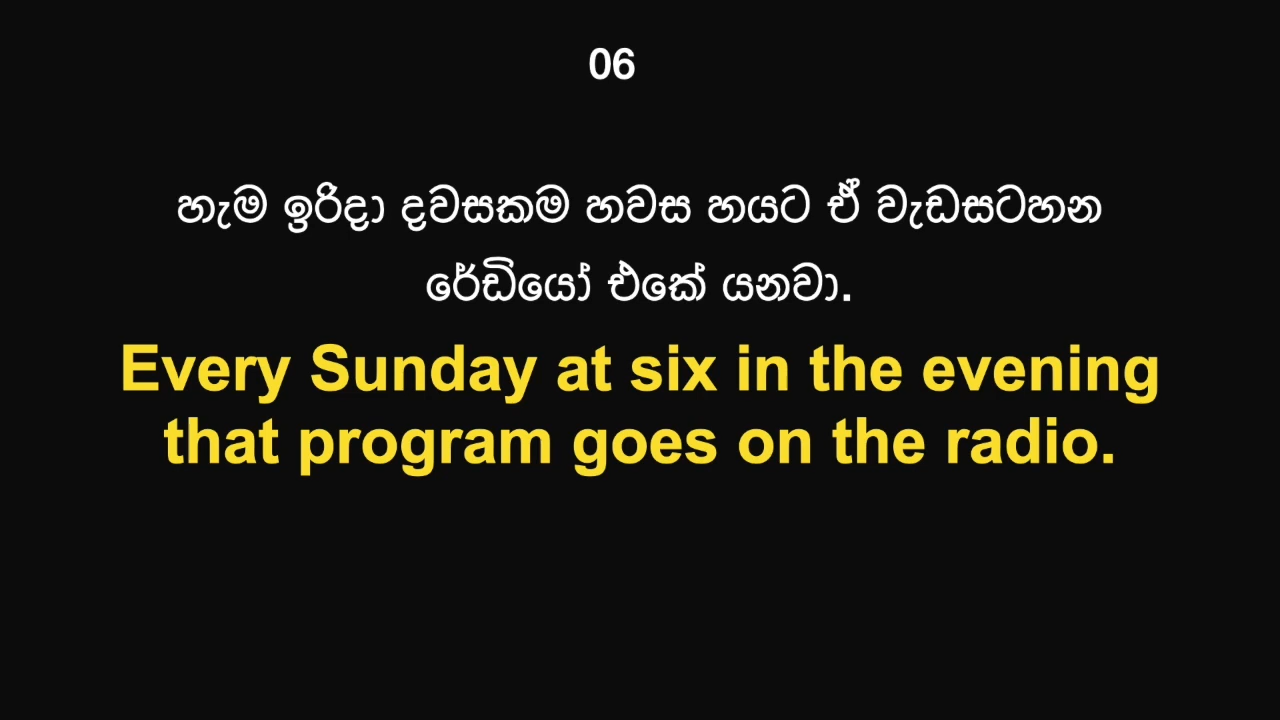 06
හැම ඉරිදා දවසකම හවස හයට ඒ වැඩසටහන
රේඩියෝ එකේ යනවා.
Every Sunday at six in the evening
that program goes on the radio.